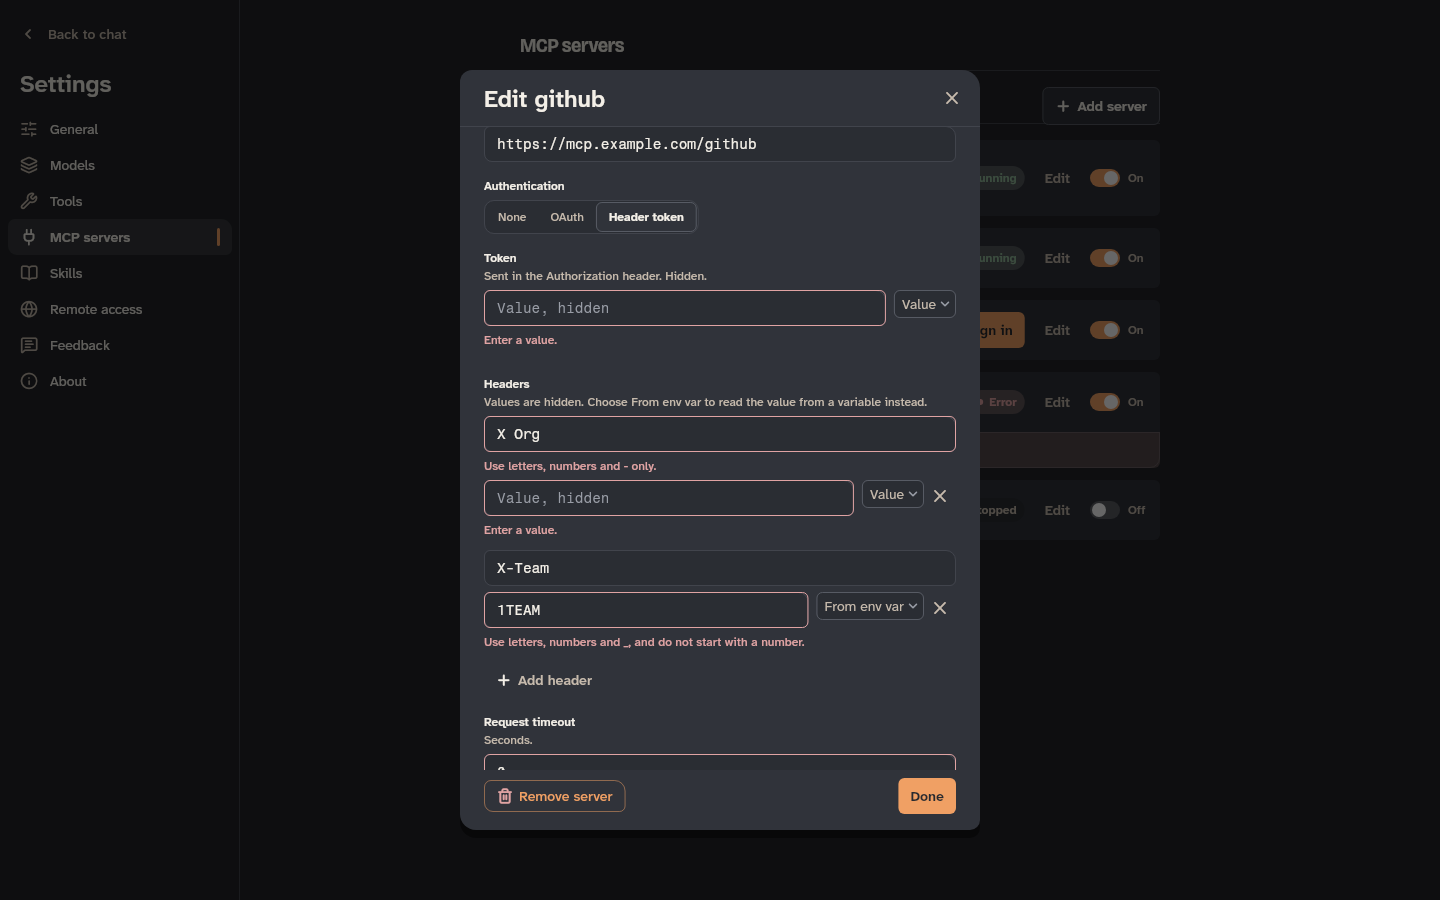 Back to chat
Settings
General
Models
Tools
MCP servers
Skills
Remote access
Feedback
About
MCP servers
Add server
Edit
On
Edit
On
Edit
On
Error
Edit
On
Edit
Off
Edit github
https://mcp.example.com/github
Authentication
None
OAuth
Header token
Token
Sent in the Authorization header. Hidden.
Value, hidden
Value
Enter a value.
Headers
Values are hidden. Choose From env var to read the value from a variable instead.
X Org
Use letters, numbers and - only.
Value, hidden
Value
Enter a value.
X-Team
1TEAM
From env var
Use letters, numbers and _, and do not start with a number.
Add header
Request timeout
Seconds.
Remove server
Done